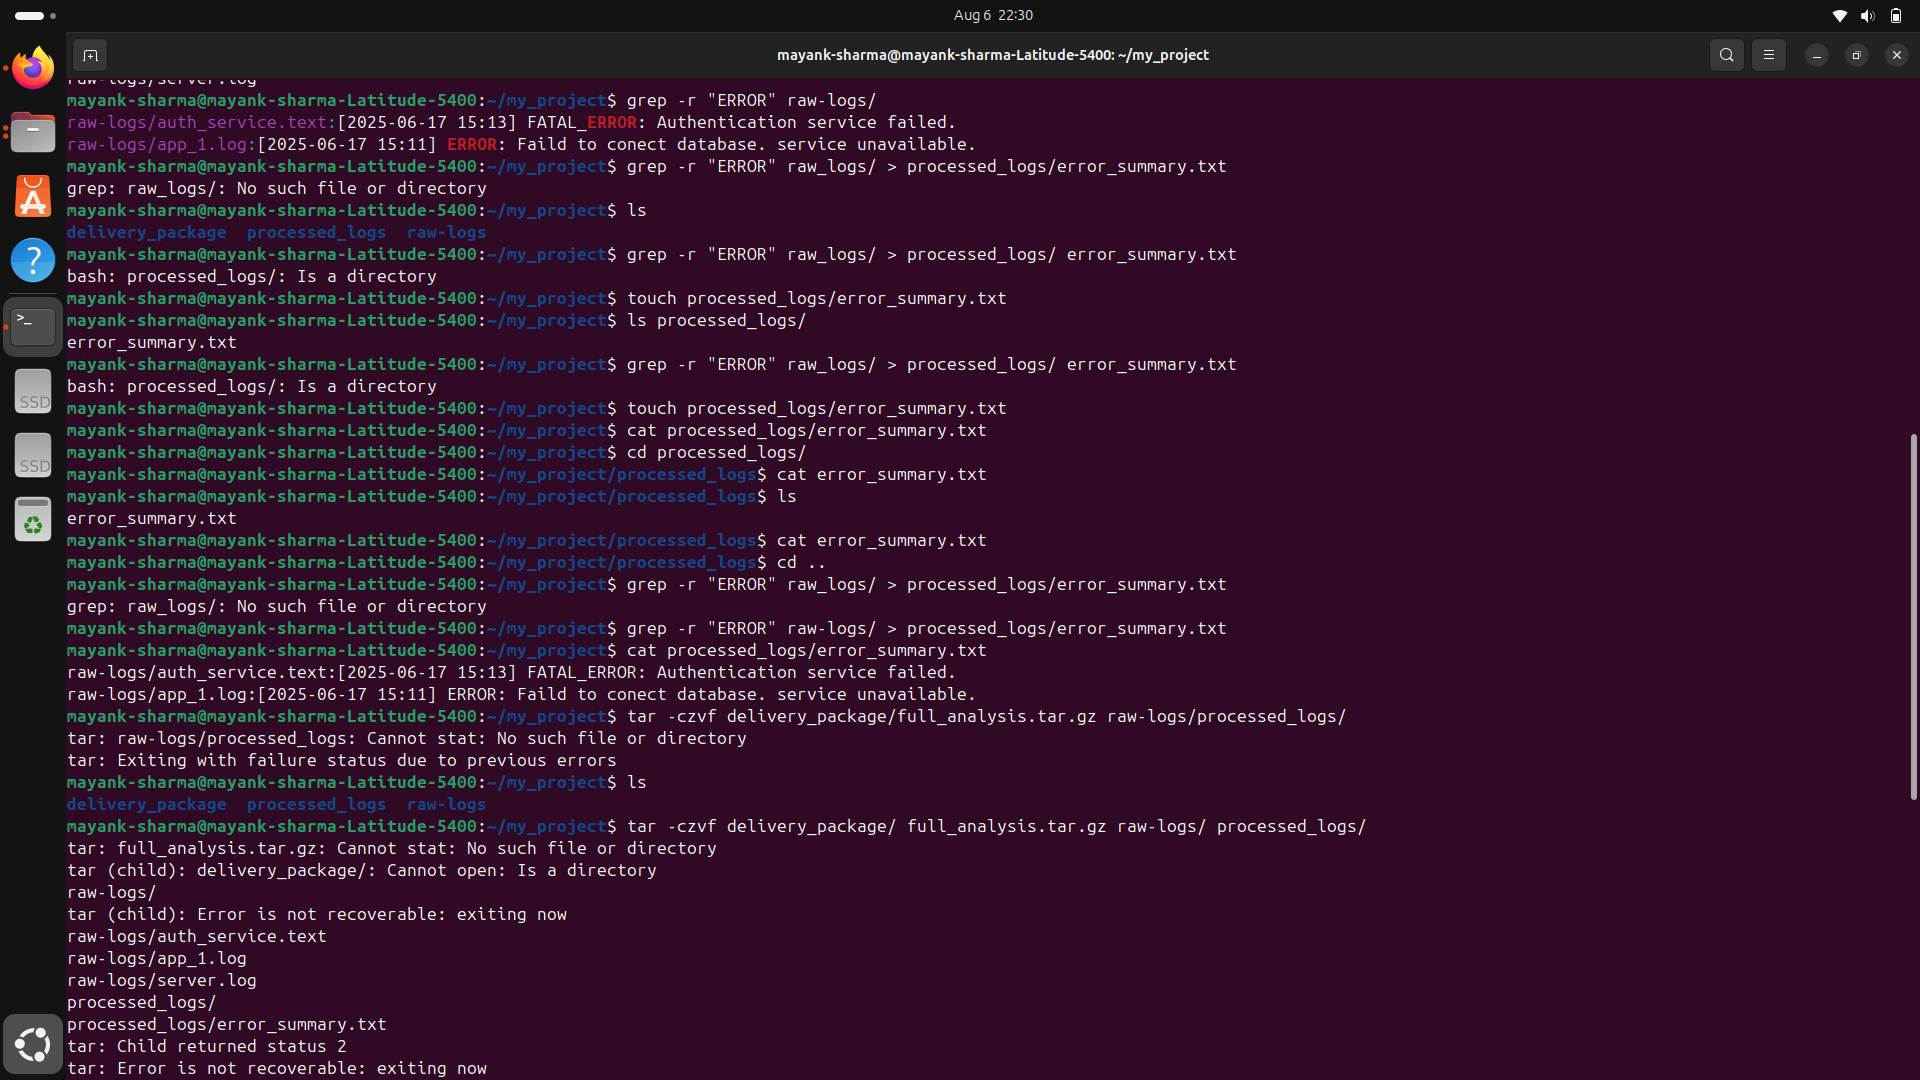 Aug 6 22:30
mayank-sharma@mayank-sharma-Latitude-5400: ~/my_project
raw-logs/server.log
mayank-sharma@mayank-sharma-Latitude-5400:~/my_project$ grep -r "ERROR" raw-logs/
raw-logs/auth_service.text:[2025-06-17 15:13] FATAL_ERROR: Authentication service failed.
raw-logs/app_1.log:[2025-06-17 15:11] ERROR: Faild to conect database. service unavailable.
mayank-sharma@mayank-sharma-Latitude-5400:~/my_project$ grep -r "ERROR" raw_logs/ > processed_logs/error_summary.txt
grep: raw_logs/: No such file or directory
mayank-sharma@mayank-sharma-Latitude-5400:~/my_project$ ls
delivery_package  processed_logs  raw-logs
mayank-sharma@mayank-sharma-Latitude-5400:~/my_project$ grep -r "ERROR" raw_logs/ > processed_logs/ error_summary.txt
bash: processed_logs/: Is a directory
mayank-sharma@mayank-sharma-Latitude-5400:~/my_project$ touch processed_logs/error_summary.txt
mayank-sharma@mayank-sharma-Latitude-5400:~/my_project$ ls processed_logs/
error_summary.txt
mayank-sharma@mayank-sharma-Latitude-5400:~/my_project$ grep -r "ERROR" raw_logs/ > processed_logs/ error_summary.txt
bash: processed_logs/: Is a directory
mayank-sharma@mayank-sharma-Latitude-5400:~/my_project$ touch processed_logs/error_summary.txt
mayank-sharma@mayank-sharma-Latitude-5400:~/my_project$ cat processed_logs/error_summary.txt
mayank-sharma@mayank-sharma-Latitude-5400:~/my_project$ cd processed_logs/
mayank-sharma@mayank-sharma-Latitude-5400:~/my_project/processed_logs$ cat error_summary.txt
mayank-sharma@mayank-sharma-Latitude-5400:~/my_project/processed_logs$ ls
error_summary.txt
mayank-sharma@mayank-sharma-Latitude-5400:~/my_project/processed_logs$ cat error_summary.txt
mayank-sharma@mayank-sharma-Latitude-5400:~/my_project/processed_logs$ cd ..
mayank-sharma@mayank-sharma-Latitude-5400:~/my_project$ grep -r "ERROR" raw_logs/ > processed_logs/error_summary.txt
grep: raw_logs/: No such file or directory
mayank-sharma@mayank-sharma-Latitude-5400:~/my_project$ grep -r "ERROR" raw-logs/ > processed_logs/error_summary.txt
mayank-sharma@mayank-sharma-Latitude-5400:~/my_project$ cat processed_logs/error_summary.txt
raw-logs/auth_service.text:[2025-06-17 15:13] FATAL_ERROR: Authentication service failed.
raw-logs/app_1.log:[2025-06-17 15:11] ERROR: Faild to conect database. service unavailable.
mayank-sharma@mayank-sharma-Latitude-5400:~/my_project$ tar -czvf delivery_package/full_analysis.tar.gz raw-logs/processed_logs/
tar: raw-logs/processed_logs: Cannot stat: No such file or directory
tar: Exiting with failure status due to previous errors
mayank-sharma@mayank-sharma-Latitude-5400:~/my_project$ ls
delivery_package  processed_logs  raw-logs
mayank-sharma@mayank-sharma-Latitude-5400:~/my_project$ tar -czvf delivery_package/ full_analysis.tar.gz raw-logs/ processed_logs/
tar: full_analysis.tar.gz: Cannot stat: No such file or directory
tar (child): delivery_package/: Cannot open: Is a directory
raw-logs/
tar (child): Error is not recoverable: exiting now
raw-logs/auth_service.text
raw-logs/app_1.log
raw-logs/server.log
processed_logs/
processed_logs/error_summary.txt
tar: Child returned status 2
tar: Error is not recoverable: exiting now
SSD
SSD